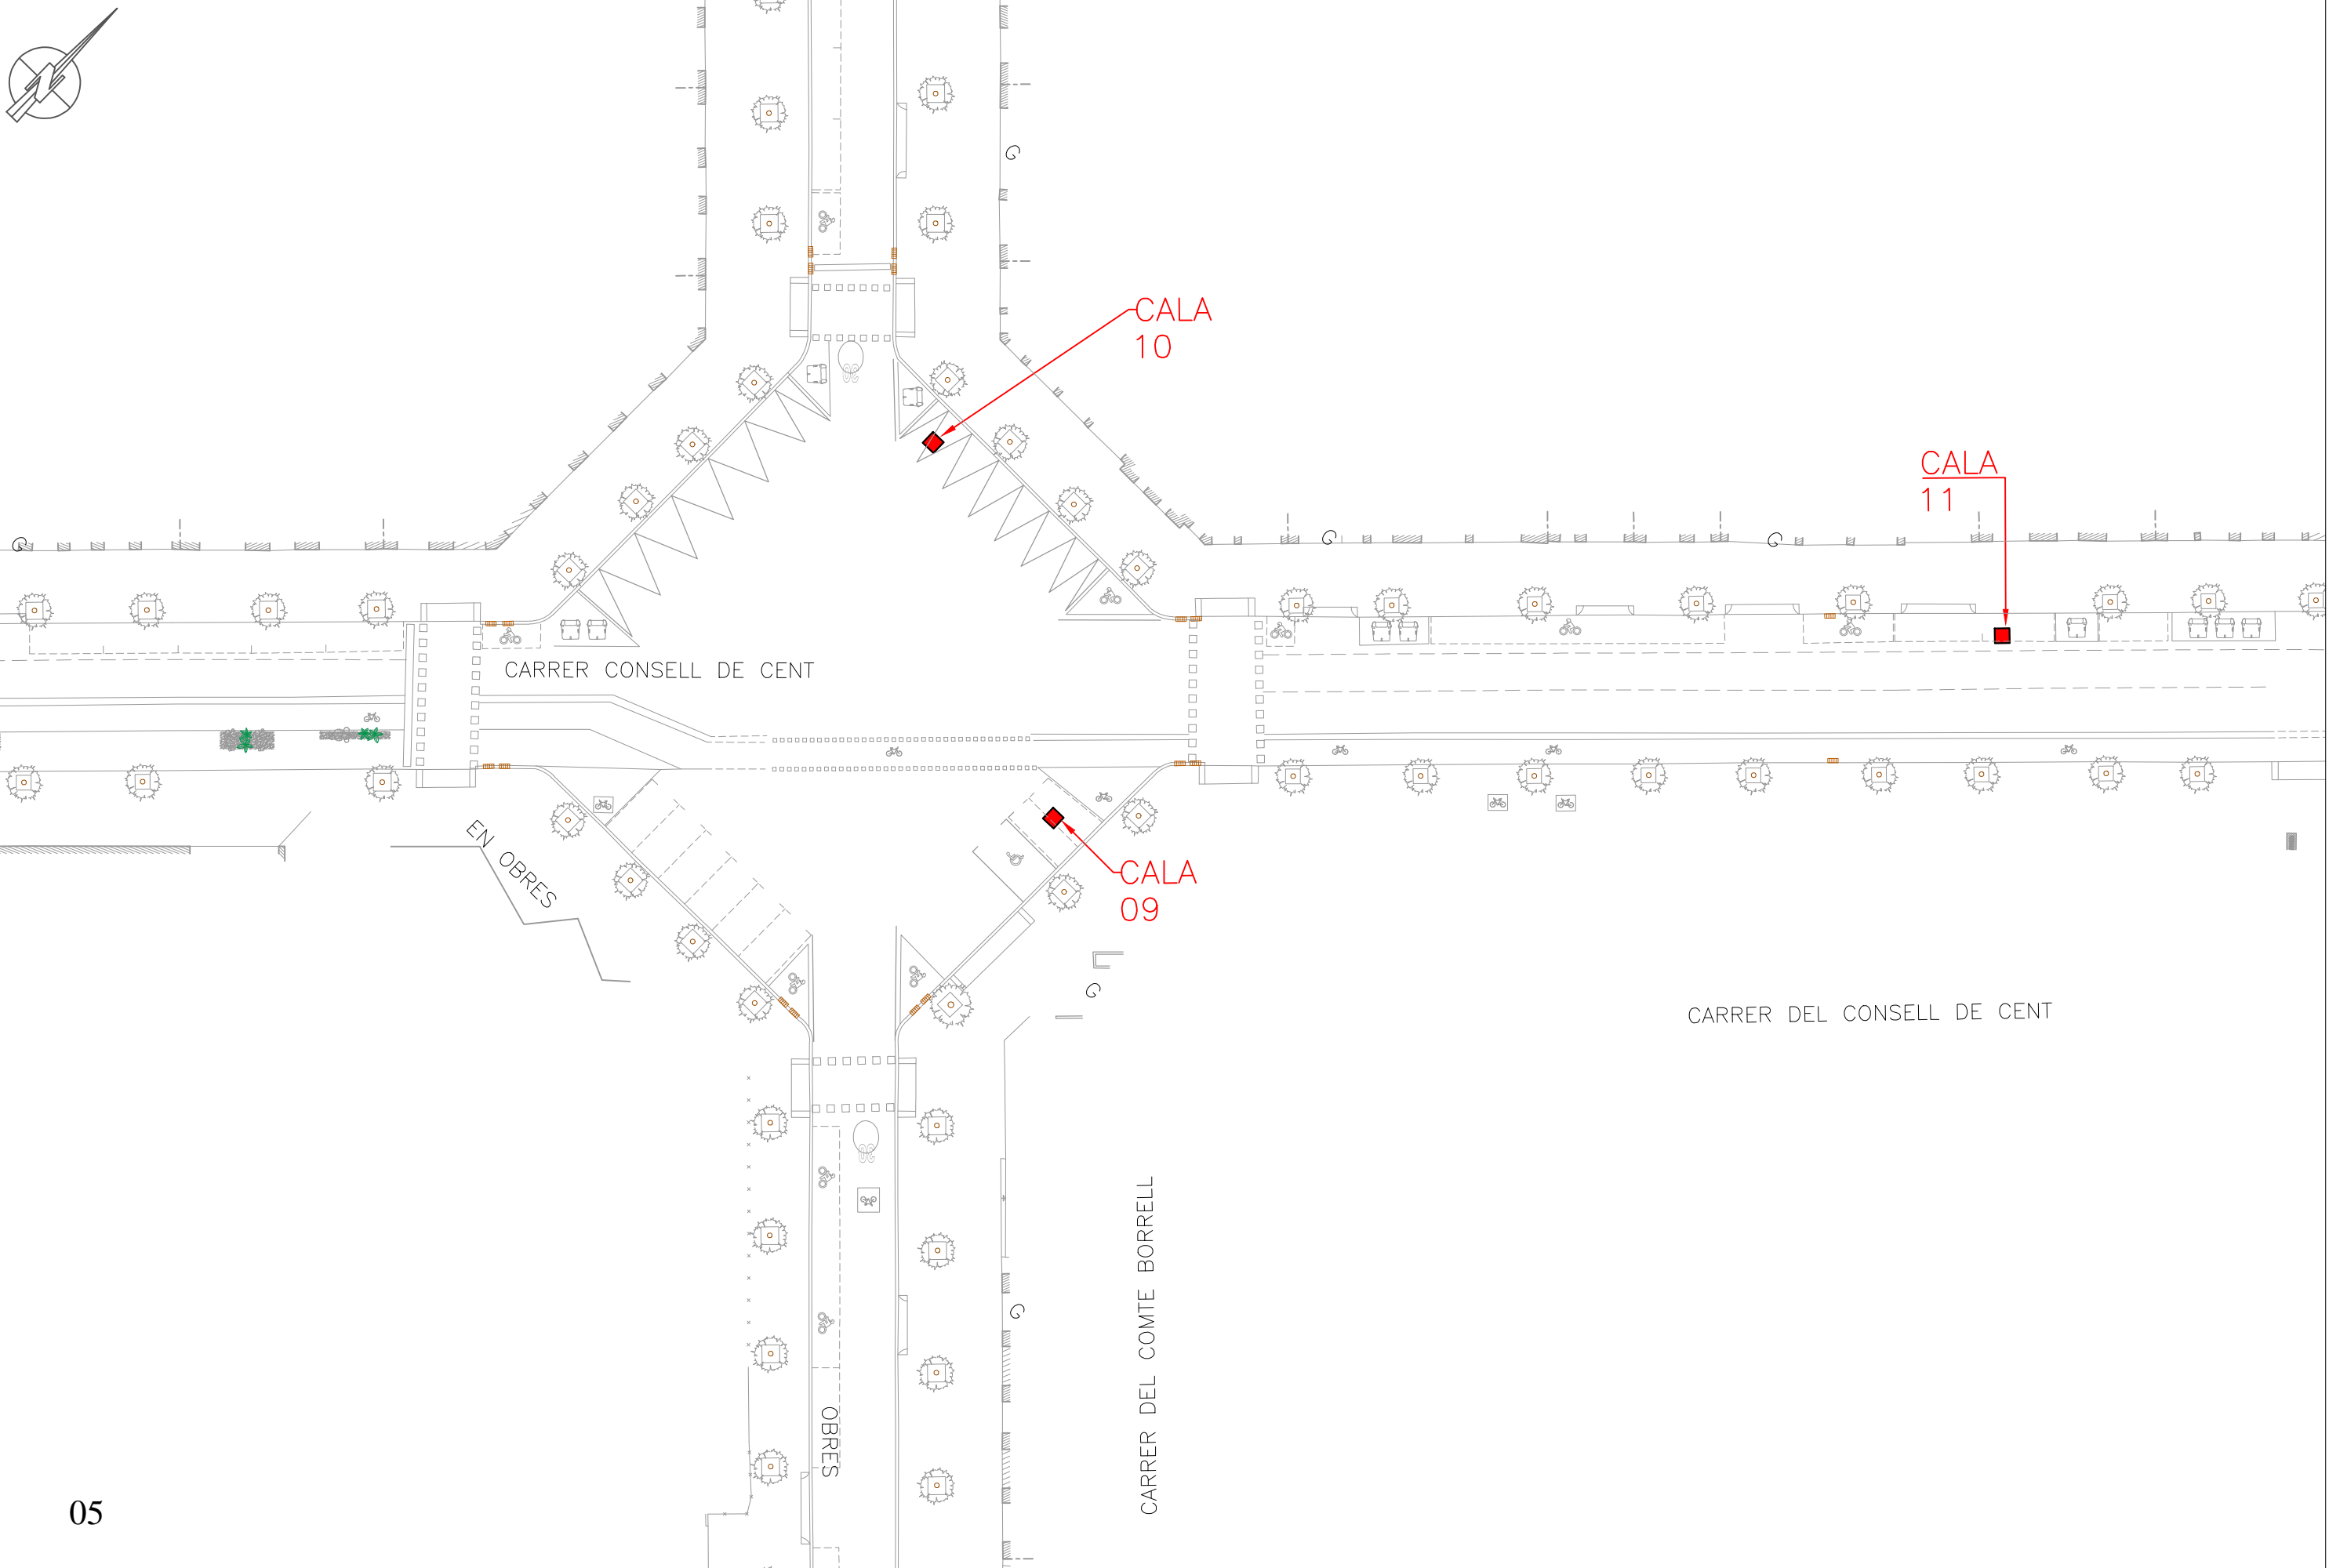 CALA
10
CALA
11
CARRER CONSELL DE CENT
EN OBRES
CALA
09
CARRER DEL CONSELL DE CENT
CARRER DEL COMTE BORRELL
OBRES
05
G
G
G
G
G
G